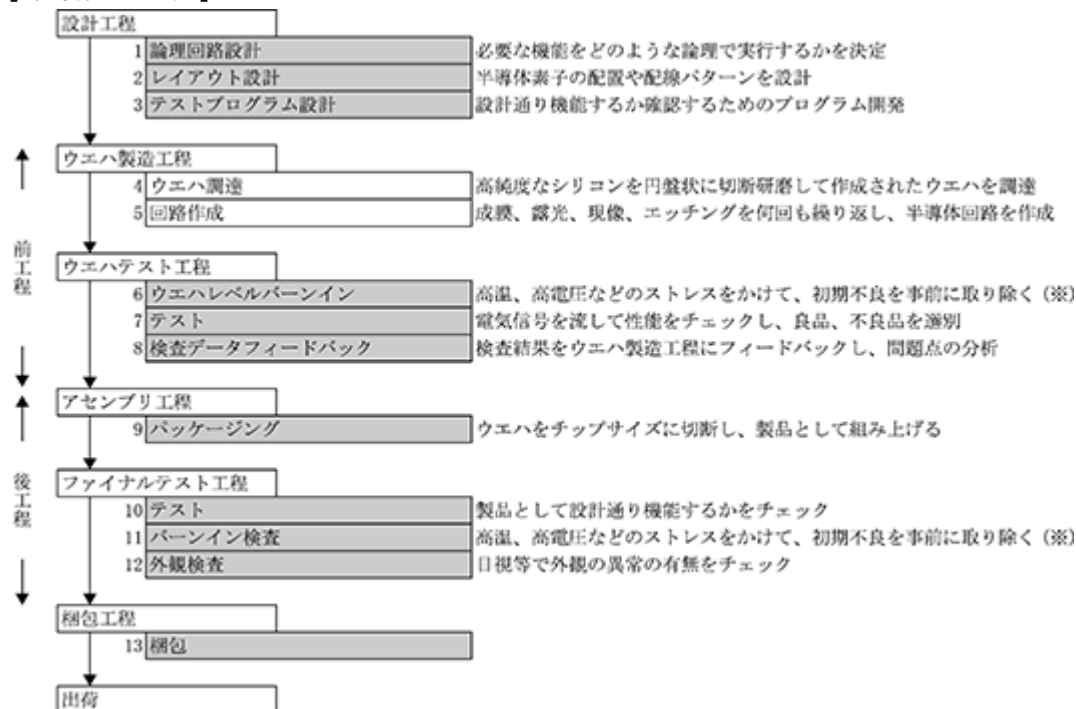 設計工程
1 論理回路設計 必要な機能をどのような論理で実行するかを決定
2 レイアウト設計 半導体素子の配置や配線パターンを設計
3 テストプログラム設計 設計通り機能するか確認するためのプログラム開発
前工程
ウエハ製造工程
4 ウエハ調達 高純度なシリコンを円盤状に切断研磨して作成されたウエハを調達
5 回路作成 成膜、露光、現像、エッチングを何回も繰り返し、半導体回路を作成
ウエハテスト工程
6 ウエハレベルバーンイン 高温、高電圧などのストレスをかけて、初期不良を事前に取り除く(※)
7 テスト 電気信号を流して性能をチェックし、良品、不良品を選別
8 検査データフィードバック 検査結果をウエハ製造工程にフィードバックし、問題点の分析
後工程
アセンブリ工程
9 パッケージング ウエハをチップサイズに切断し、製品として組み上げる
ファイナルテスト工程
10 テスト 製品として設計通り機能するかをチェック
11 バーンイン検査 高温、高電圧などのストレスをかけて、初期不良を事前に取り除く(※)
12 外観検査 目視等で外観の異常の有無をチェック
梱包工程
13 梱包
出荷